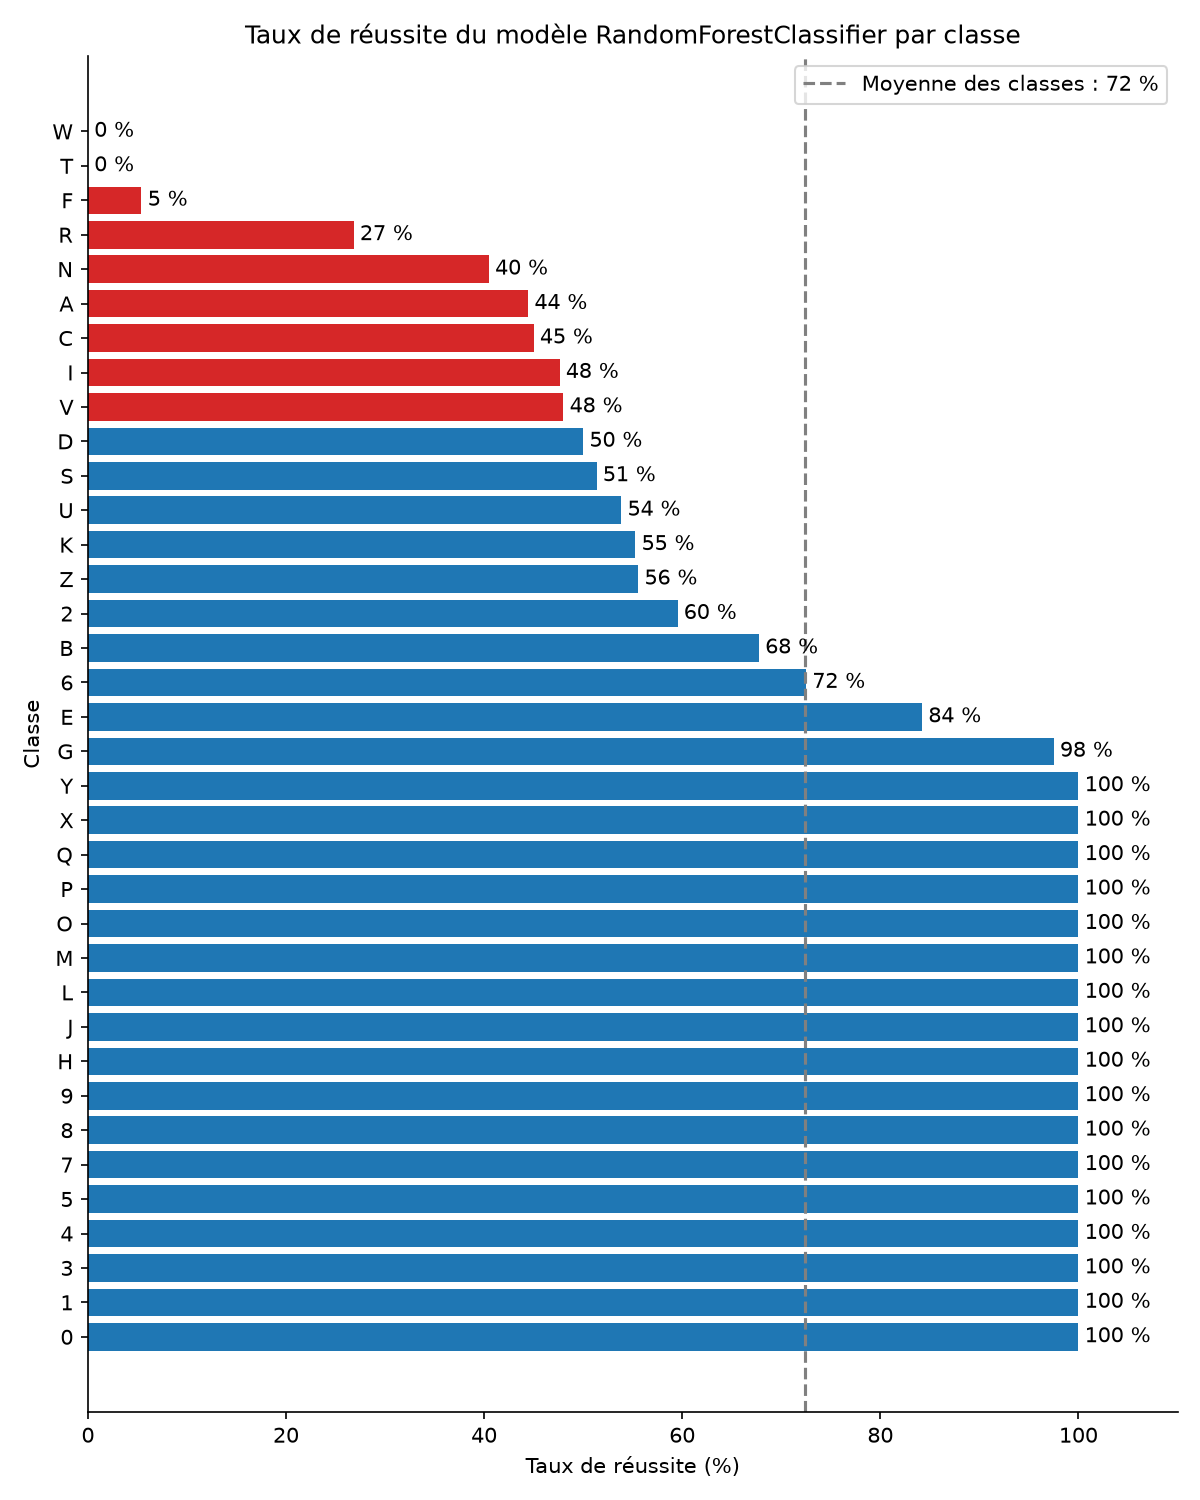 Taux de réussite du modèle RandomForestClassifier par classe
Moyenne des classes : 72 %
W 0 %
T 0 %
F 5 %
R 27 %
N 40 %
A 44 %
C 45 %
I 48 %
V 48 %
D 50 %
S 51 %
U 54 %
K 55 %
Z 56 %
2 60 %
B 68 %
6 72 %
E 84 %
G 98 %
Y 100 %
X 100 %
Q 100 %
P 100 %
O 100 %
M 100 %
L 100 %
J 100 %
H 100 %
9 100 %
8 100 %
7 100 %
5 100 %
4 100 %
3 100 %
1 100 %
0 100 %
Classe
0 20 40 60 80 100
Taux de réussite (%)